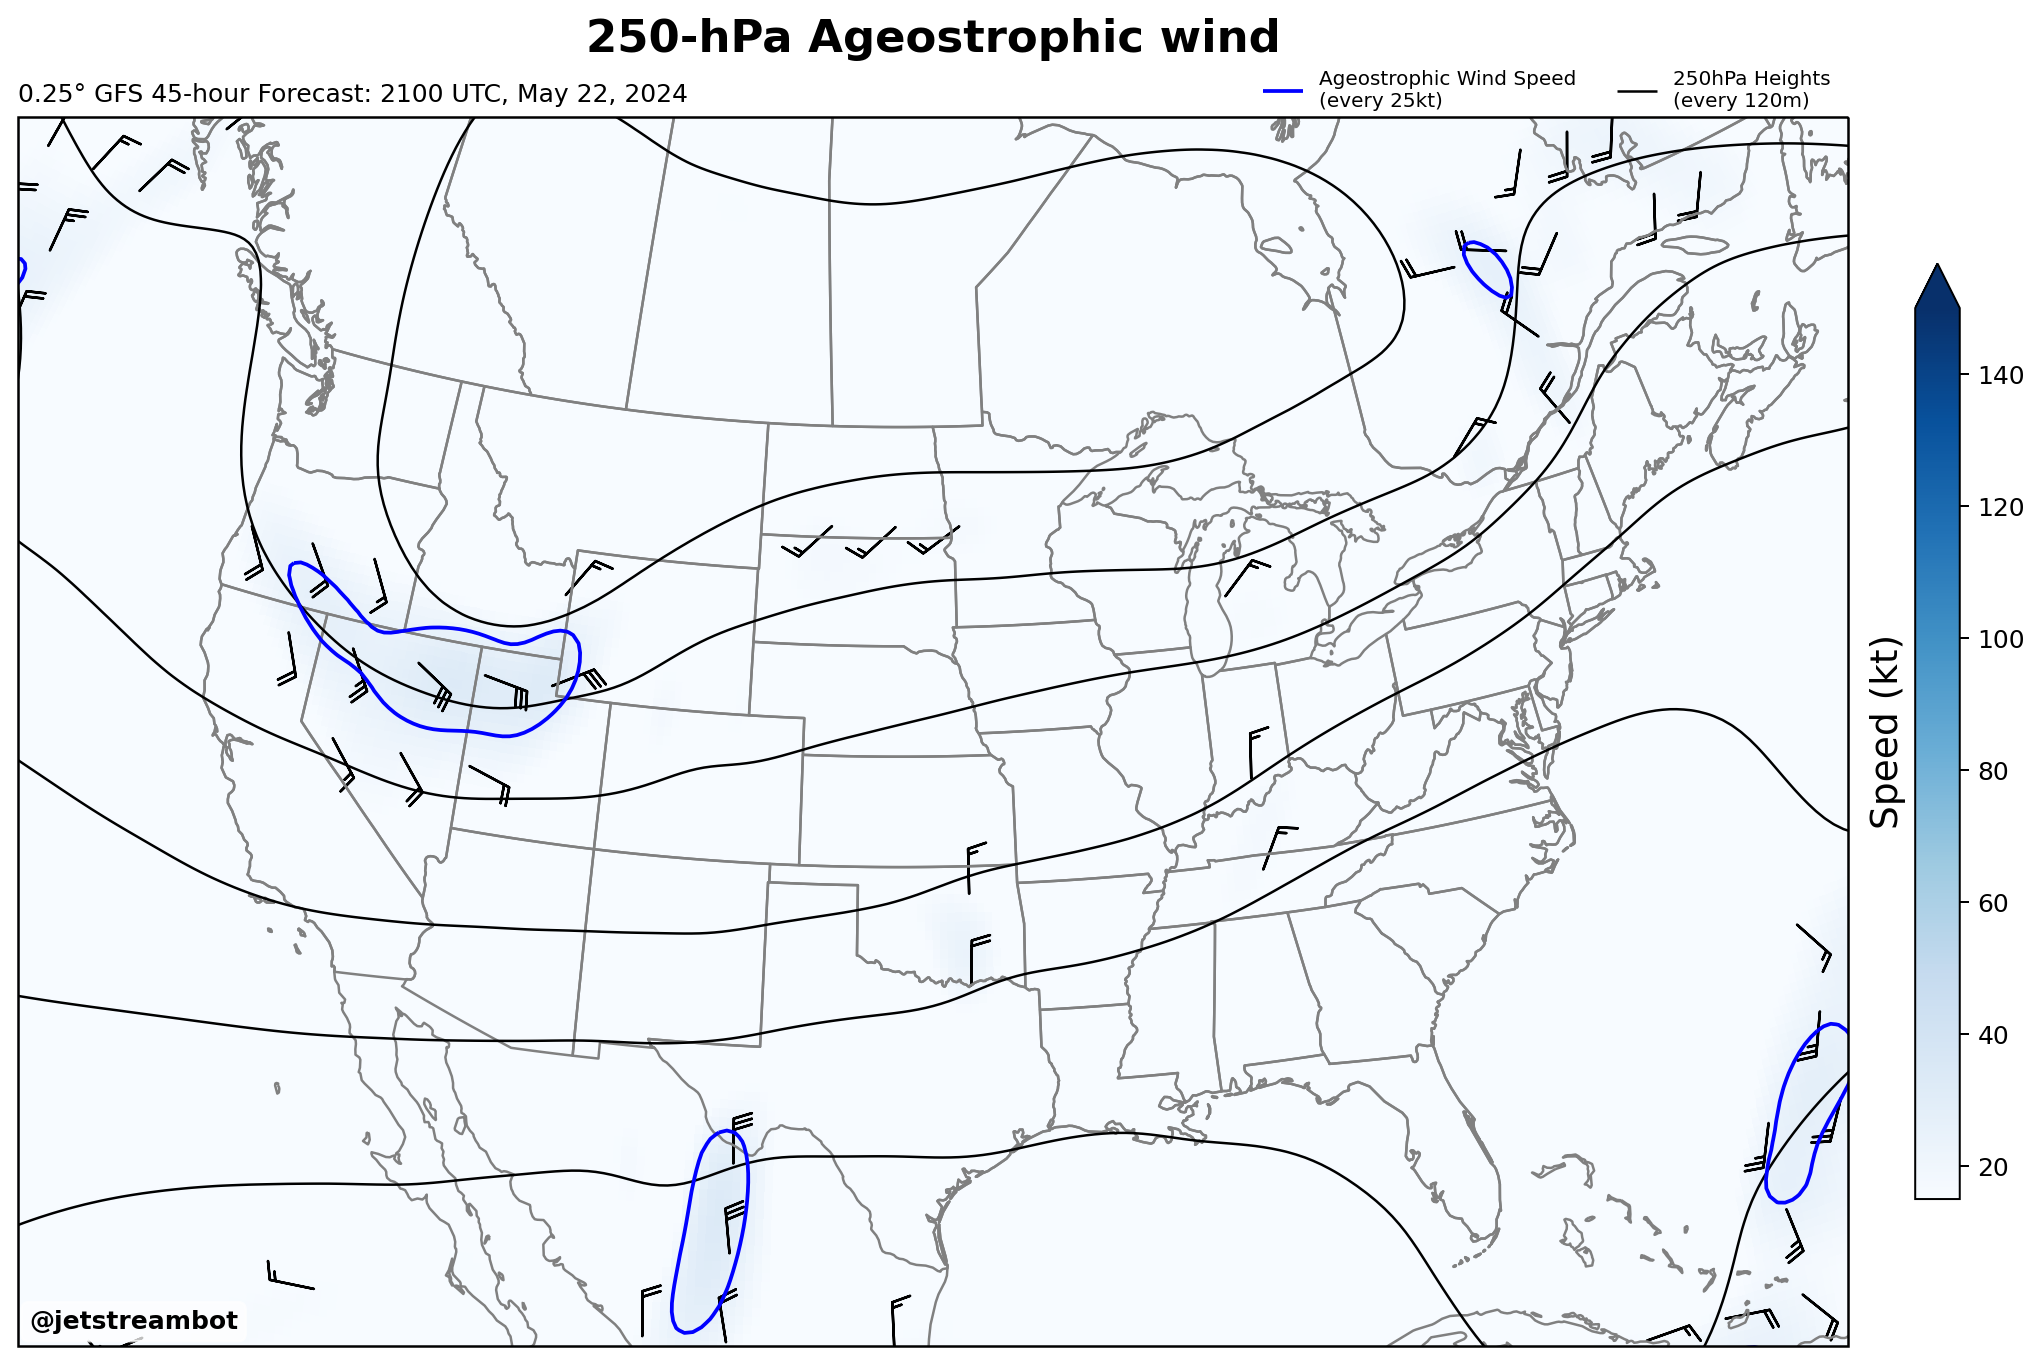 250-hPa Ageostrophic wind
0.25° GFS 45-hour Forecast: 2100 UTC, May 22, 2024
Ageostrophic Wind Speed
(every 25kt)
250hPa Heights
(every 120m)
140
120
100
80
60
40
20
Speed (kt)
@jetstreambot